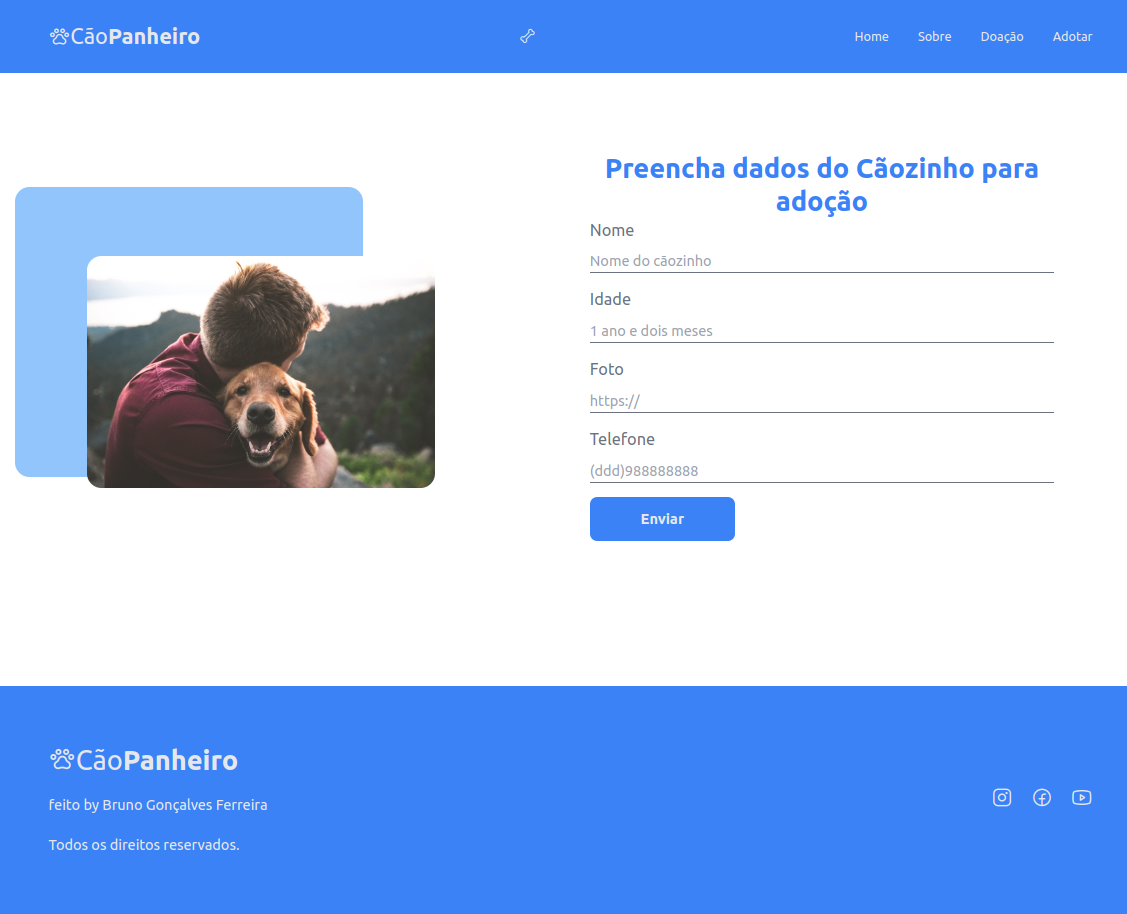 CãoPanheiro
Home Sobre Doação Adotar
Preencha dados do Cãozinho para
adoção
Nome
Nome do cãozinho
Idade
1 ano e dois meses
Foto
https://
Telefone
(ddd)988888888
Enviar
CãoPanheiro
feito by Bruno Gonçalves Ferreira
Todos os direitos reservados.